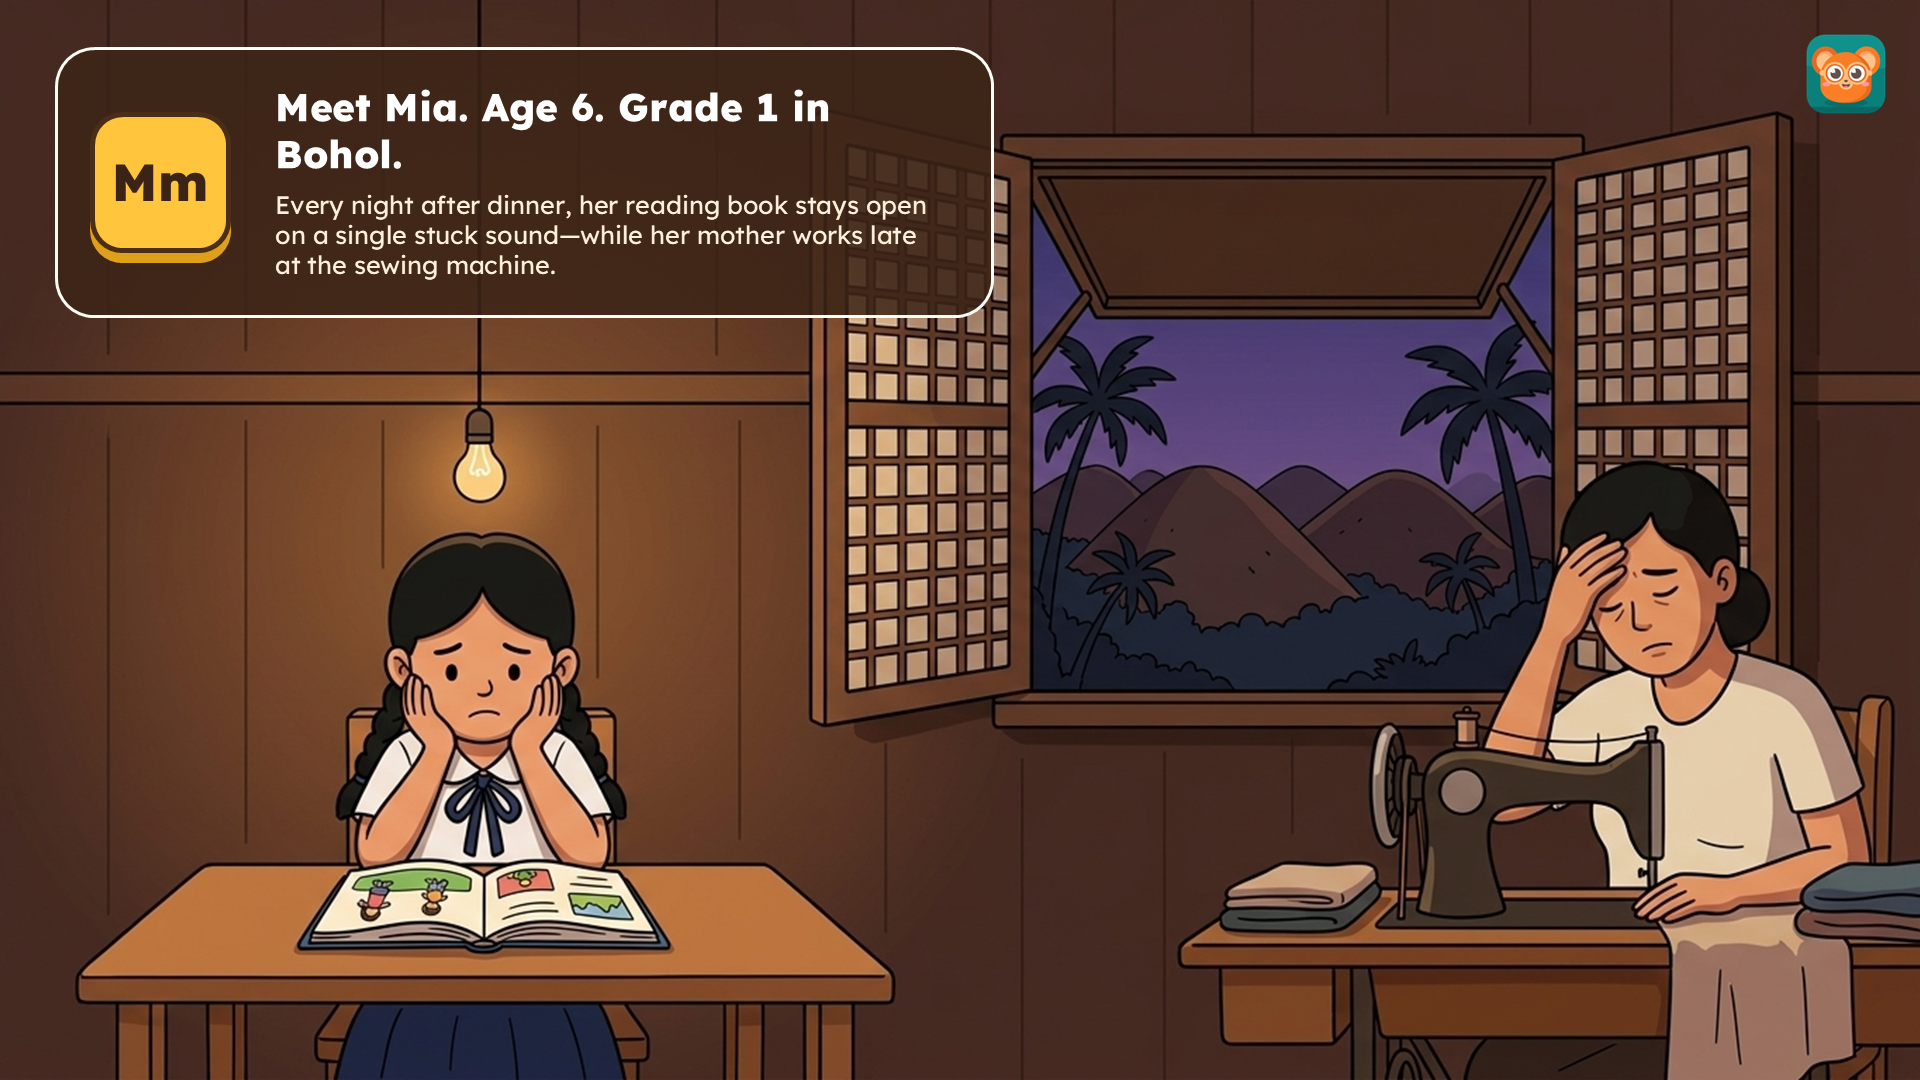 Mm
Meet Mia. Age 6. Grade 1 in
Bohol.
Every night after dinner, her reading book stays open
on a single stuck sound—while her mother works late
at the sewing machine.